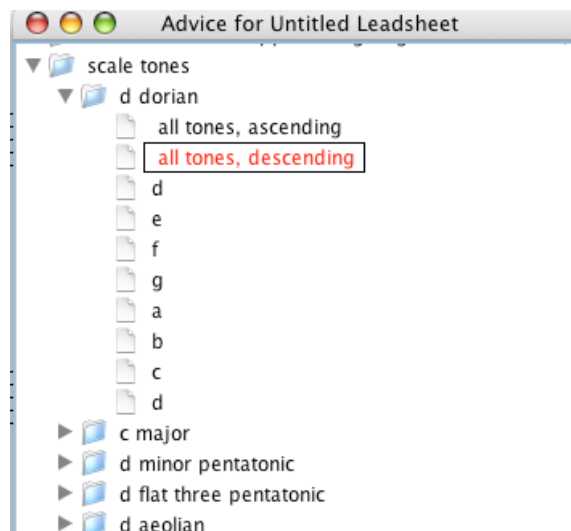 Advice for Untitled Leadsheet
scale tones
d dorian
all tones, ascending
all tones, descending
d
e
f
g
a
b
c
d
c major
d minor pentatonic
d flat three pentatonic
d aeolian